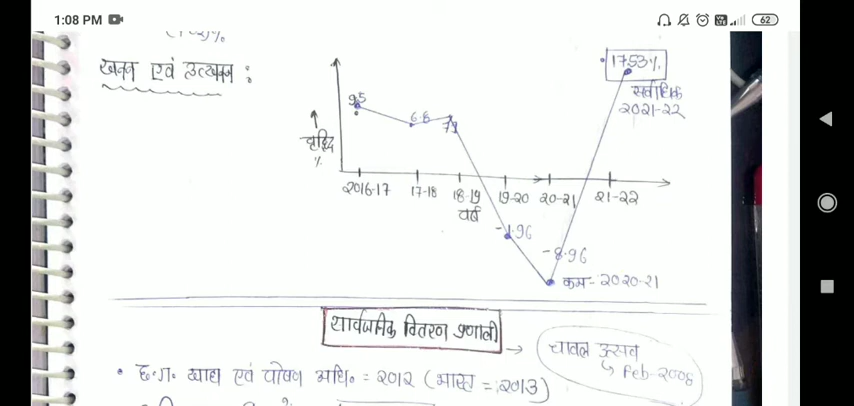 1:08 PM
62
खनन एवं उत्खनन :
17.53%
सर्वाधिक
2021-22
9.5
6.8
79
वृद्धि
%
2016-17
17-18
18-19
19-20
20-21
21-22
वर्ष
-1.96
-8.96
कम- 2020-21
सार्वजनिक वितरण प्रणाली
चावल उत्सव
Feb-2008
• छ.ग. खाद्य एवं पोषण अधि. = 2012 (भारत = 2013)